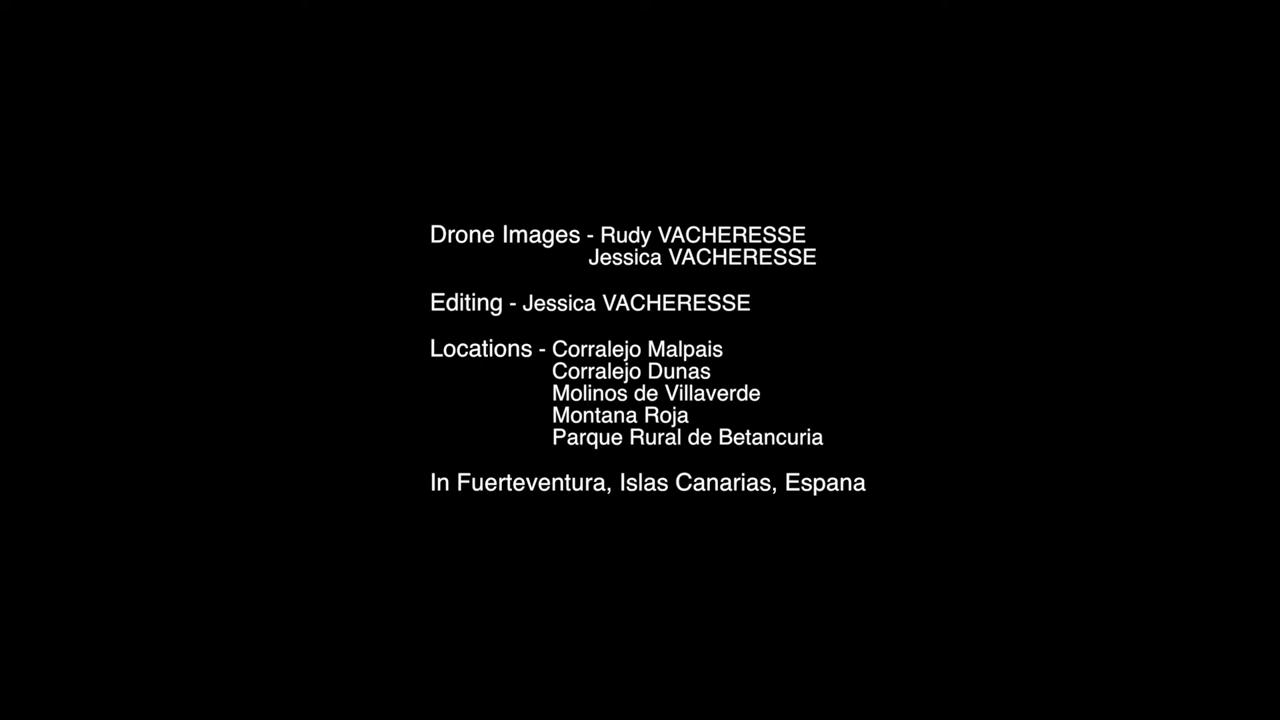 Drone Images - Rudy VACHERESSE
Jessica VACHERESSE
Editing - Jessica VACHERESSE
Locations - Corralejo Malpais
Corralejo Dunas
Molinos de Villaverde
Montana Roja
Parque Rural de Betancuria
In Fuerteventura, Islas Canarias, Espana